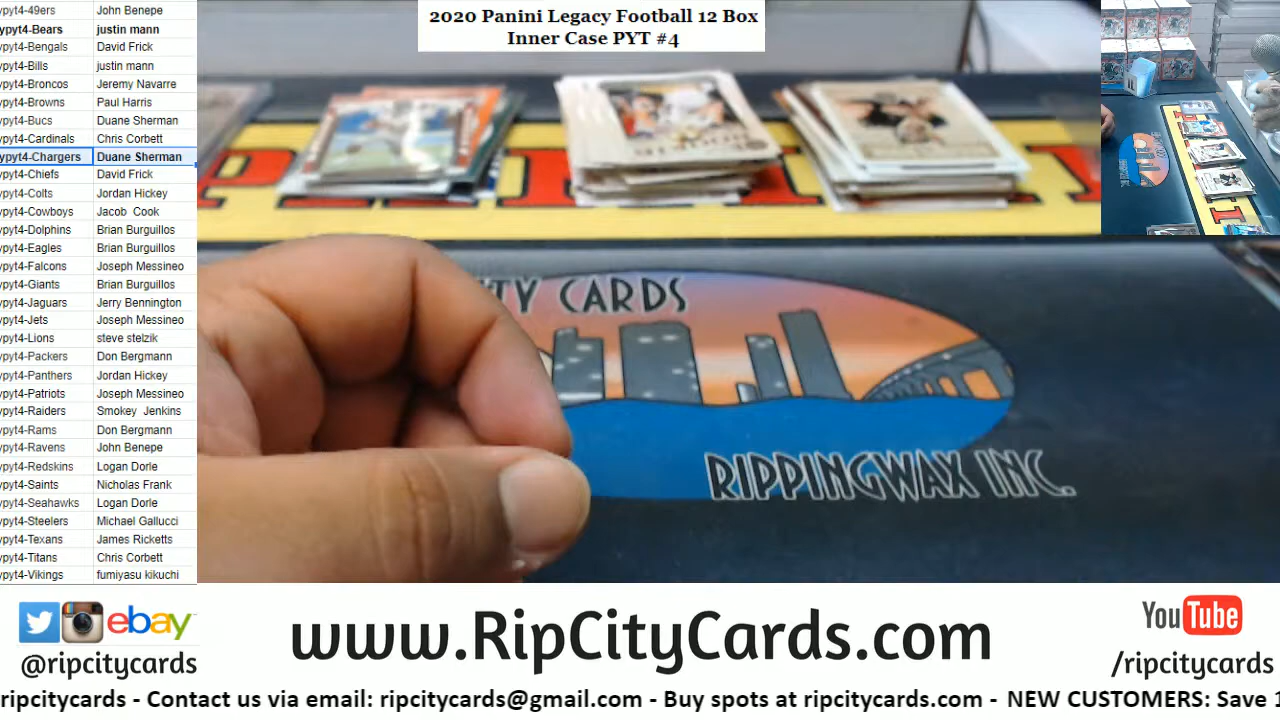 2020 Panini Legacy Football 12 Box
Inner Case PYT #4
ypyt4-49ers John Benepe
ypyt4-Bears justin mann
ypyt4-Bengals David Frick
ypyt4-Bills justin mann
ypyt4-Broncos Jeremy Navarre
ypyt4-Browns Paul Harris
ypyt4-Bucs Duane Sherman
ypyt4-Cardinals Chris Corbett
ypyt4-Chargers Duane Sherman
ypyt4-Chiefs David Frick
ypyt4-Colts Jordan Hickey
ypyt4-Cowboys Jacob Cook
ypyt4-Dolphins Brian Burguillos
ypyt4-Eagles Brian Burguillos
ypyt4-Falcons Joseph Messineo
ypyt4-Giants Brian Burguillos
ypyt4-Jaguars Jerry Bennington
ypyt4-Jets Joseph Messineo
ypyt4-Lions steve stelzik
ypyt4-Packers Don Bergmann
ypyt4-Panthers Jordan Hickey
ypyt4-Patriots Joseph Messineo
ypyt4-Raiders Smokey Jenkins
ypyt4-Rams Don Bergmann
ypyt4-Ravens John Benepe
ypyt4-Redskins Logan Dorle
ypyt4-Saints Nicholas Frank
ypyt4-Seahawks Logan Dorle
ypyt4-Steelers Michael Gallucci
ypyt4-Texans James Ricketts
ypyt4-Titans Chris Corbett
ypyt4-Vikings fumiyasu kikuchi
TY CARDS
RIPPINGWAX INC.
ebay
@ripcitycards
www.RipCityCards.com
YouTube
/ripcitycards
ripcitycards - Contact us via email: ripcitycards@gmail.com - Buy spots at ripcitycards.com - NEW CUSTOMERS: Save 1